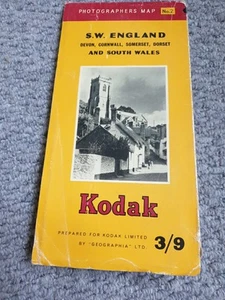 PHOTOGRAPHERS MAP No.2
S.W. ENGLAND
DEVON, CORNWALL, SOMERSET, DORSET
AND SOUTH WALES
Kodak
3/9
PREPARED FOR KODAK LIMITED
BY "GEOGRAPHIA" LTD.